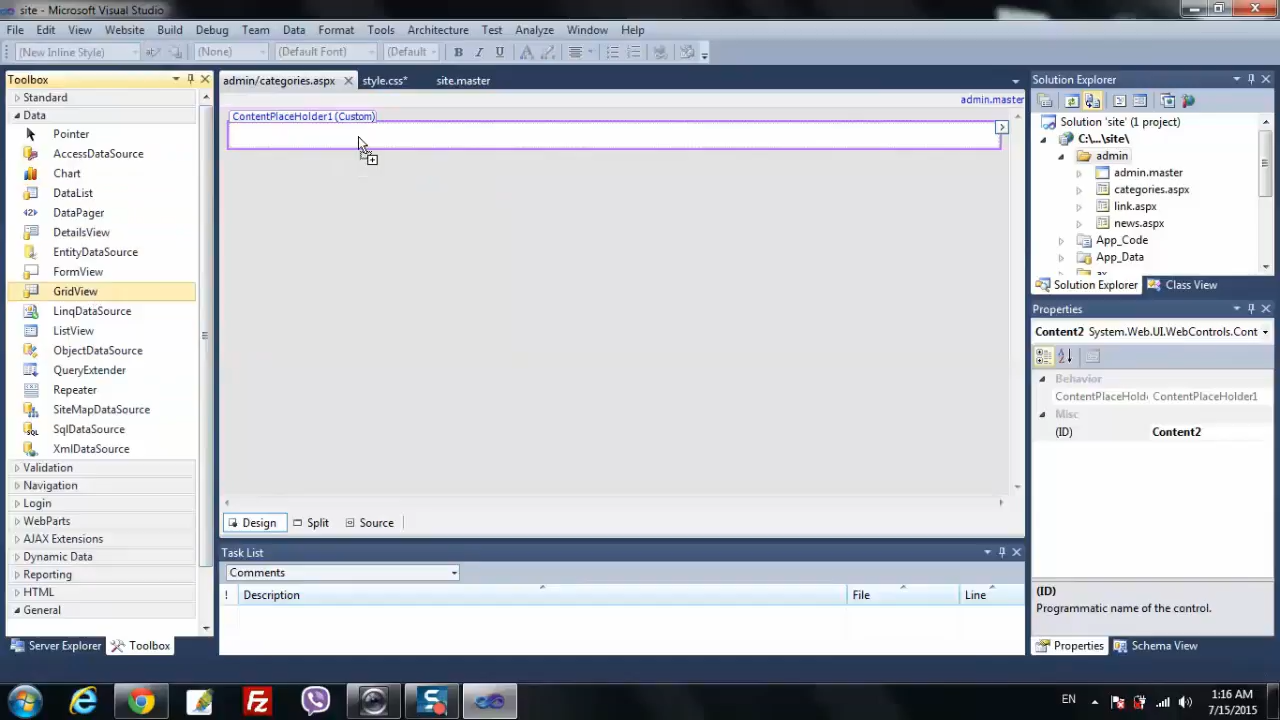 site - Microsoft Visual Studio
File Edit View Website Build Debug Team Data Format Tools Architecture Test Analyze Window Help
(New Inline Style) (None) (Default Font) (Default B I U A
Toolbox
Standard
Data
Pointer
AccessDataSource
Chart
DataList
DataPager
DetailsView
EntityDataSource
FormView
GridView
LinqDataSource
ListView
ObjectDataSource
QueryExtender
Repeater
SiteMapDataSource
SqlDataSource
XmlDataSource
Validation
Navigation
Login
WebParts
AJAX Extensions
Dynamic Data
Reporting
HTML
General
Server Explorer Toolbox
admin/categories.aspx style.css* site.master
admin.master
ContentPlaceHolder1 (Custom)
Design Split Source
Task List
Comments
! Description File Line
Solution Explorer
Solution 'site' (1 project)
C:\...\site\
admin
admin.master
categories.aspx
link.aspx
news.aspx
App_Code
App_Data
Solution Explorer Class View
Properties
Content2 System.Web.UI.WebControls.Cont
Behavior
ContentPlaceHold ContentPlaceHolder1
Misc
(ID) Content2
(ID)
Programmatic name of the control.
Properties Schema View
EN 1:16 AM
7/15/2015